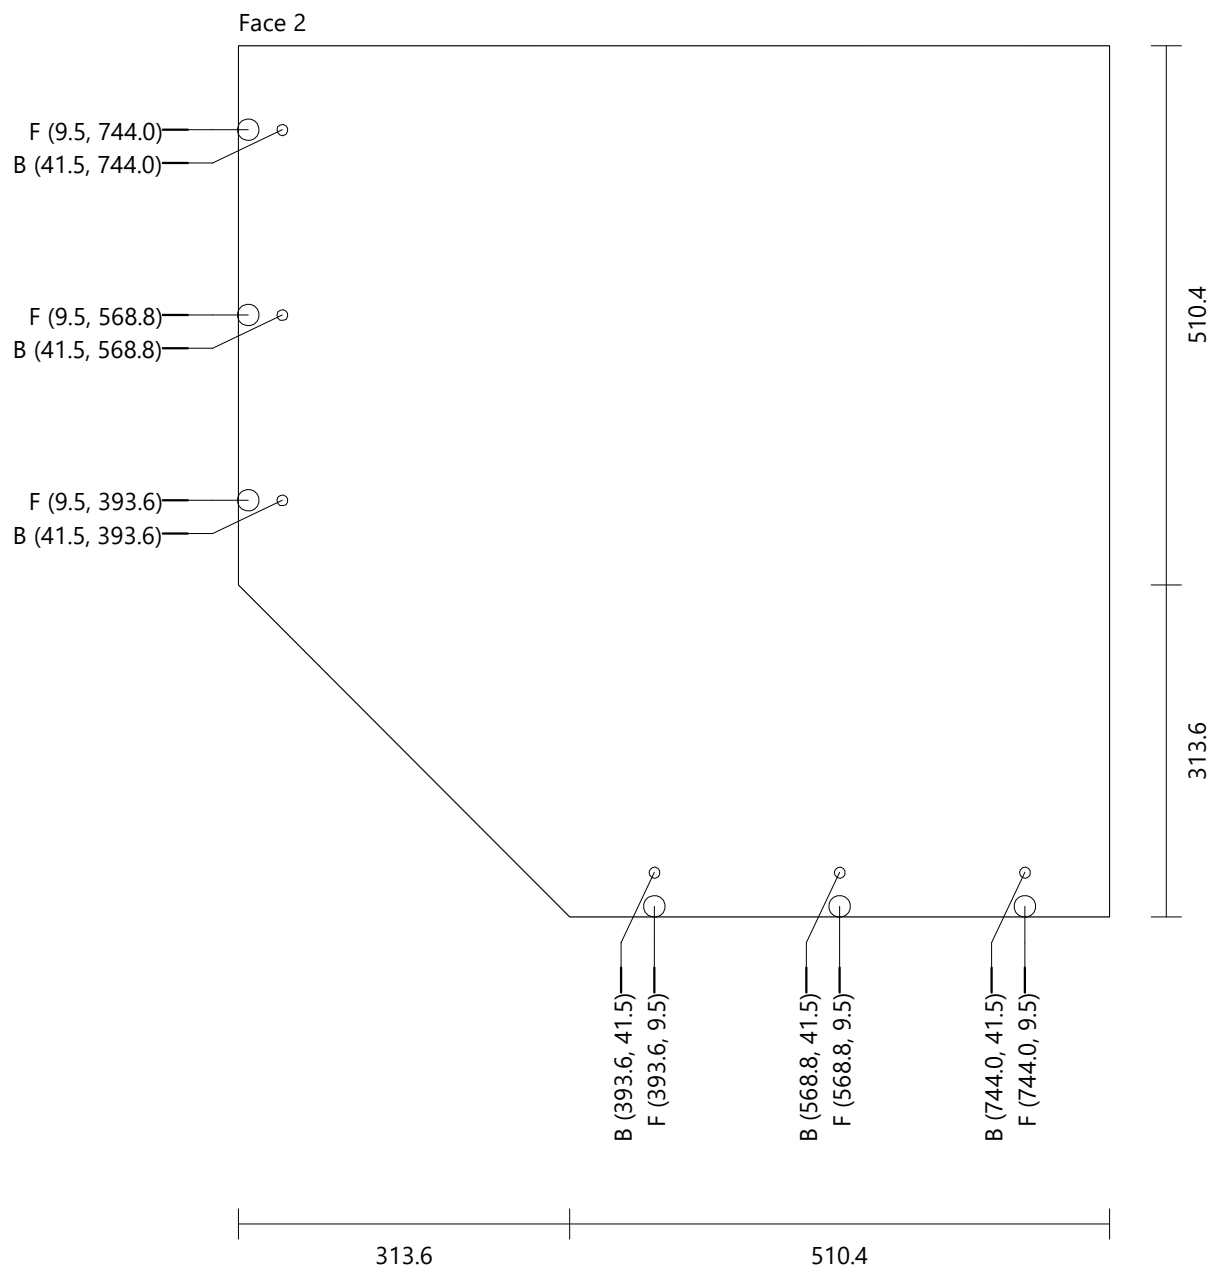 Face 2
F (9.5, 744.0)
B (41.5, 744.0)
F (9.5, 568.8)
B (41.5, 568.8)
F (9.5, 393.6)
B (41.5, 393.6)
510.4
313.6
B (393.6, 41.5)
F (393.6, 9.5)
B (568.8, 41.5)
F (568.8, 9.5)
B (744.0, 41.5)
F (744.0, 9.5)
313.6
510.4